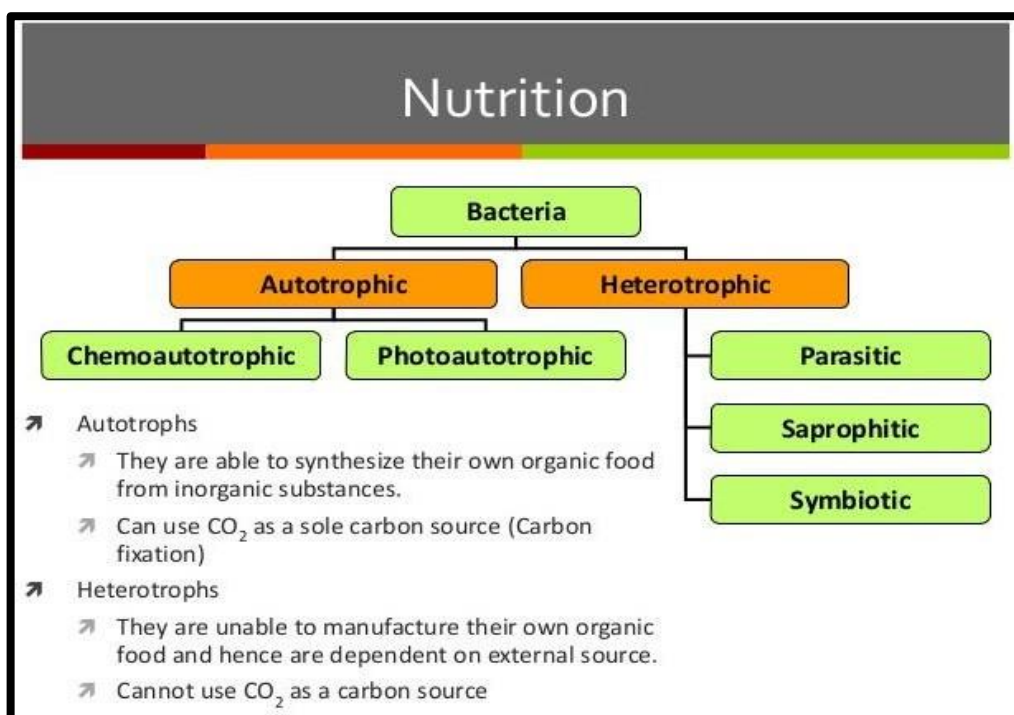 Nutrition
Bacteria
Autotrophic
Heterotrophic
Chemoautotrophic
Photoautotrophic
Parasitic
Saprophitic
Symbiotic
Autotrophs
They are able to synthesize their own organic food
from inorganic substances.
Can use CO₂ as a sole carbon source (Carbon
fixation)
Heterotrophs
They are unable to manufacture their own organic
food and hence are dependent on external source.
Cannot use CO₂ as a carbon source